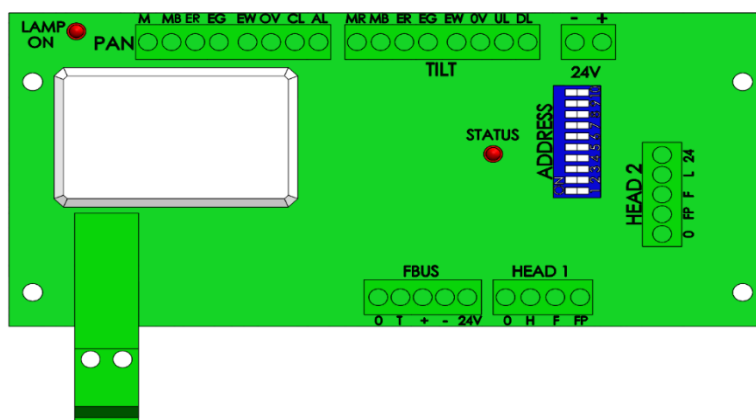 M MB ER EG EW OV CL AL
MR MB ER EG EW 0V UL DL
- +
LAMP
ON
PAN
TILT
24V
STATUS
ADDRESS
ON
1 2 3 4 5 6 7 8 9 10
HEAD 2
0 FP F L 24
FBUS
HEAD 1
0 T + - 24V
0 H F FP